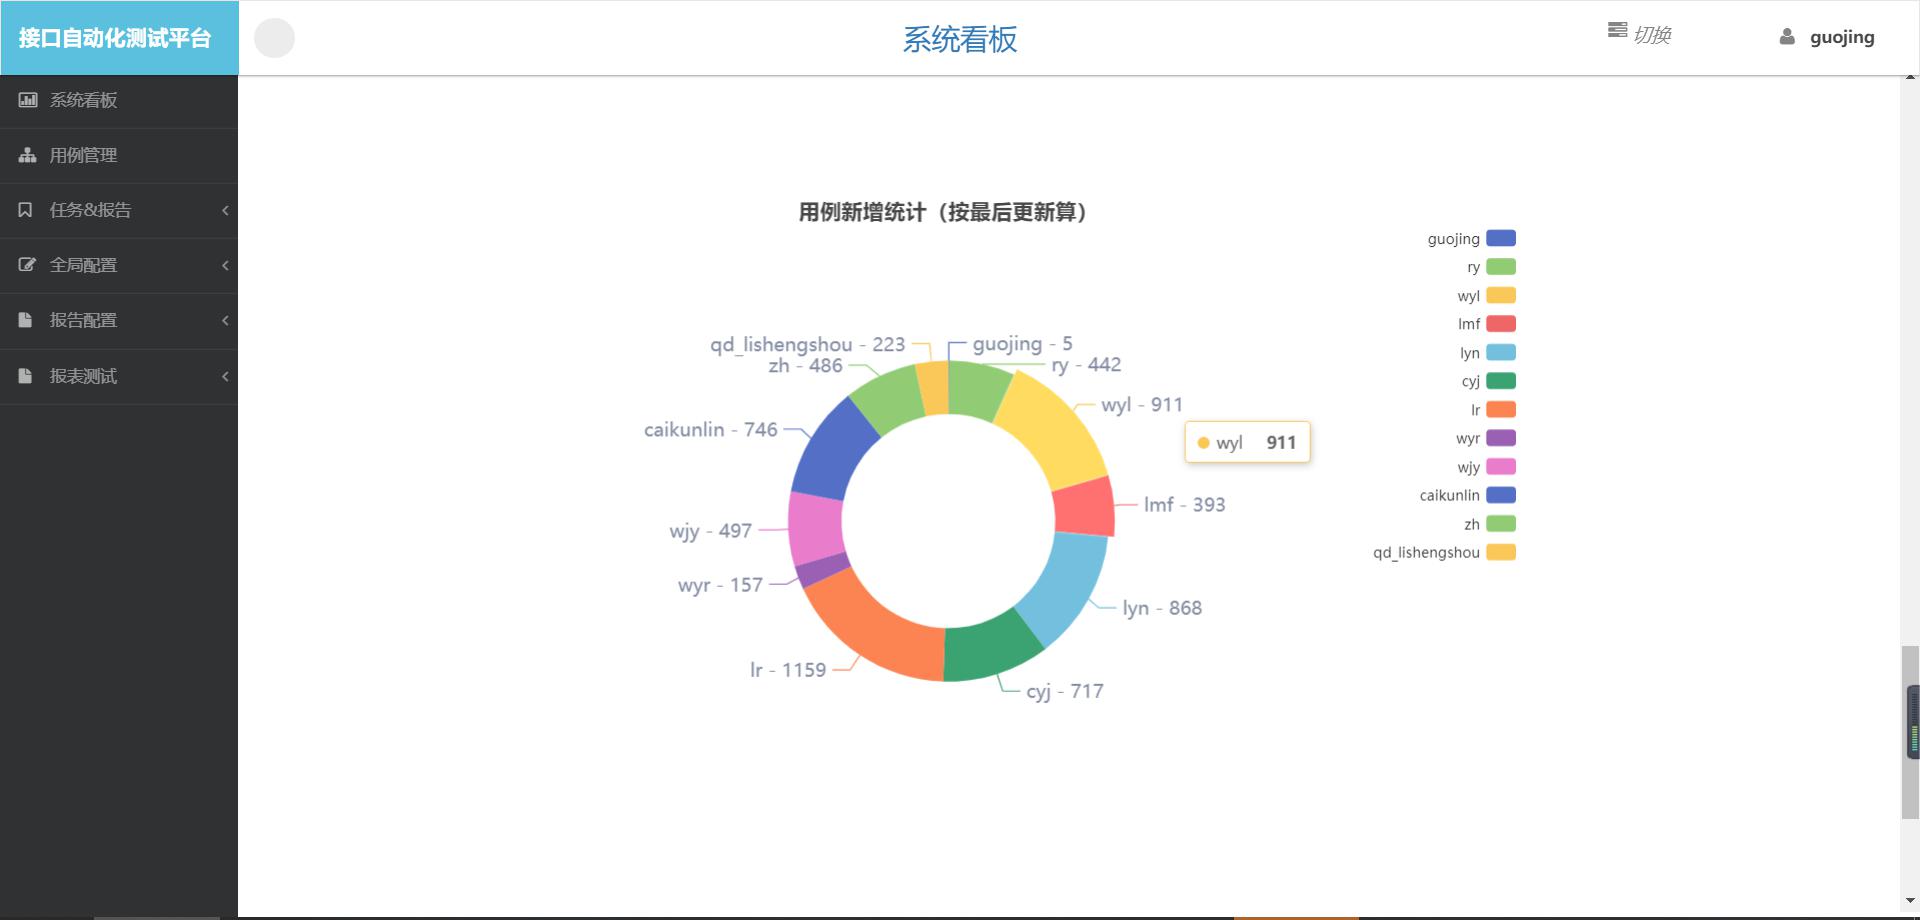 接口自动化测试平台
系统看板
切换
guojing
系统看板
用例管理
任务&报告
全局配置
报告配置
报表测试
用例新增统计（按最后更新算）
guojing
ry
wyl
lmf
lyn
cyj
lr
wyr
wjy
caikunlin
zh
qd_lishengshou
qd_lishengshou - 223
guojing - 5
zh - 486
ry - 442
wyl - 911
caikunlin - 746
wyl 911
lmf - 393
wjy - 497
wyr - 157
lyn - 868
lr - 1159
cyj - 717